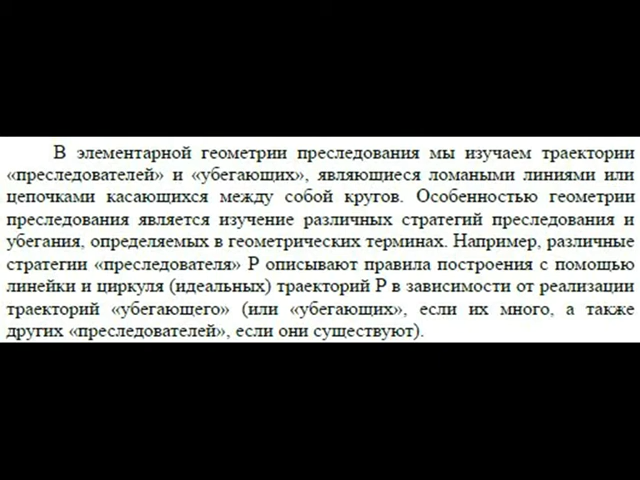 В элементарной геометрии преследования мы изучаем траектории
«преследователей» и «убегающих», являющиеся ломаными линиями или
цепочками касающихся между собой кругов. Особенностью геометрии
преследования является изучение различных стратегий преследования и
убегания, определяемых в геометрических терминах. Например, различные
стратегии «преследователя» P описывают правила построения с помощью
линейки и циркуля (идеальных) траекторий P в зависимости от реализации
траекторий «убегающего» (или «убегающих», если их много, а также
других «преследователей», если они существуют).